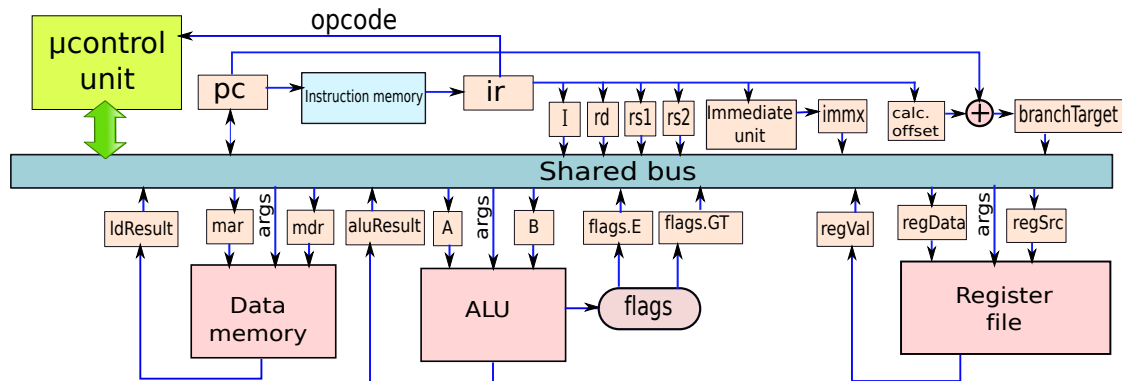 opcode
µcontrol
unit
pc
Instruction memory
ir
I
rd
rs1
rs2
Immediate
unit
immx
calc.
offset
+
branchTarget
Shared bus
ldResult
mar
args
mdr
aluResult
A
args
B
flags.E
flags.GT
regVal
regData
args
regSrc
Data
memory
ALU
flags
Register
file